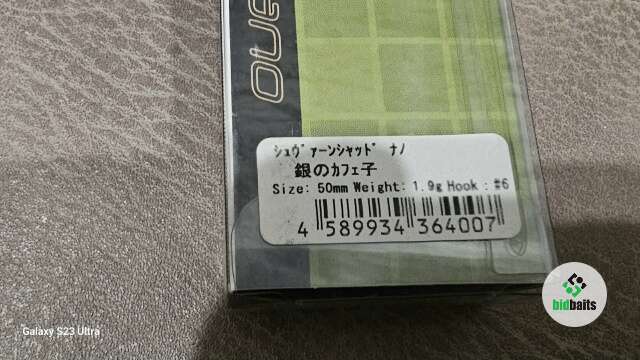 ｼｭｳﾞｧｰﾝｼｬｯﾄﾞ ﾅﾉ
銀のｶﾌｪ子
Size: 50mm Weight: 1.9g Hook : #6
4 589934 364007
bidbaits
Galaxy S23 Ultra